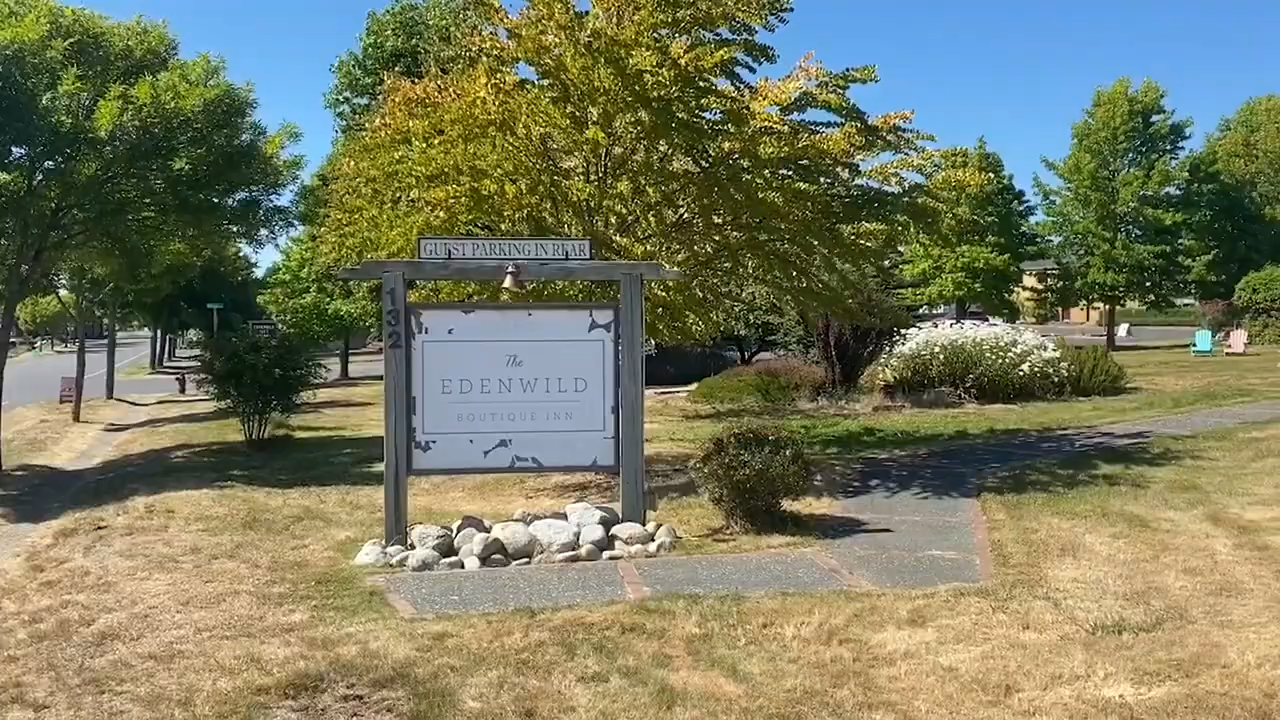 GUEST PARKING IN REAR
132
The
EDENWILD
BOUTIQUE INN